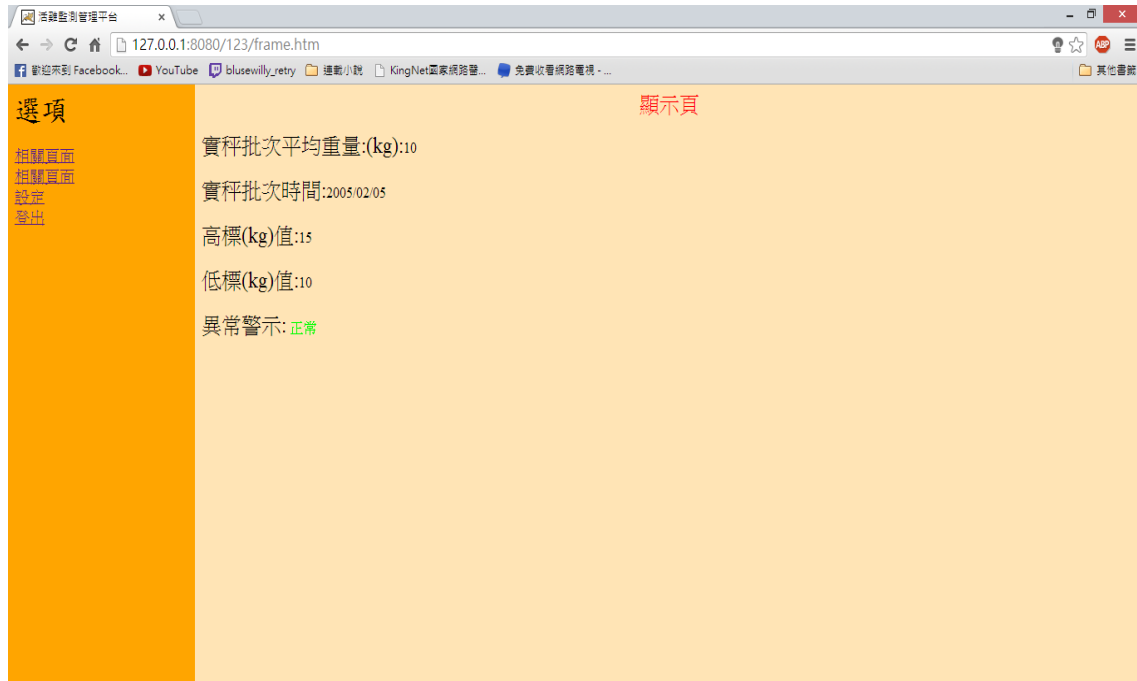 活雞監測管理平台
127.0.0.1:8080/123/frame.htm
ABP
歡迎來到 Facebook... YouTube blusewilly_retry 連載小說 KingNet國家網路醫... 免費收看網路電視 - ... 其他書籤
選項
相關頁面
相關頁面
設定
登出
顯示頁
實秤批次平均重量:(kg):10
實秤批次時間:2005/02/05
高標(kg)值:15
低標(kg)值:10
異常警示: 正常